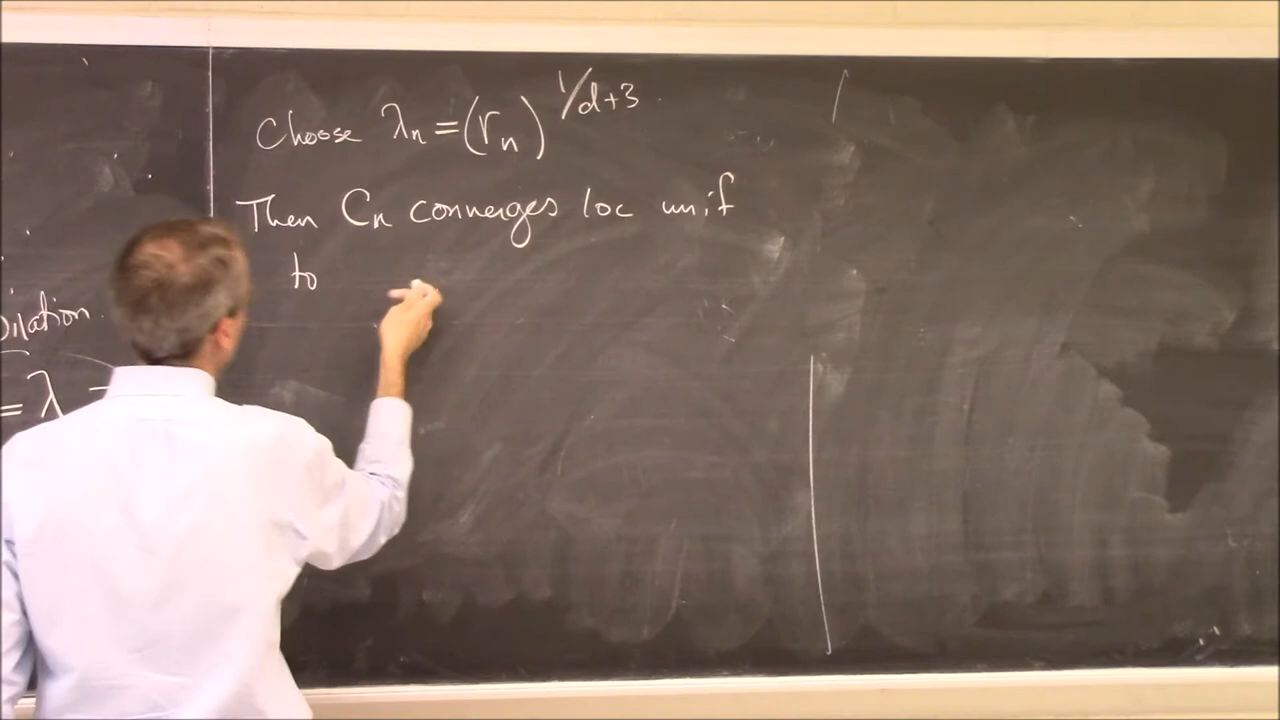 Choose λₙ = (rₙ)^1/d+3.
Then Cₙ converges loc unif
to
Dilation.
= λ